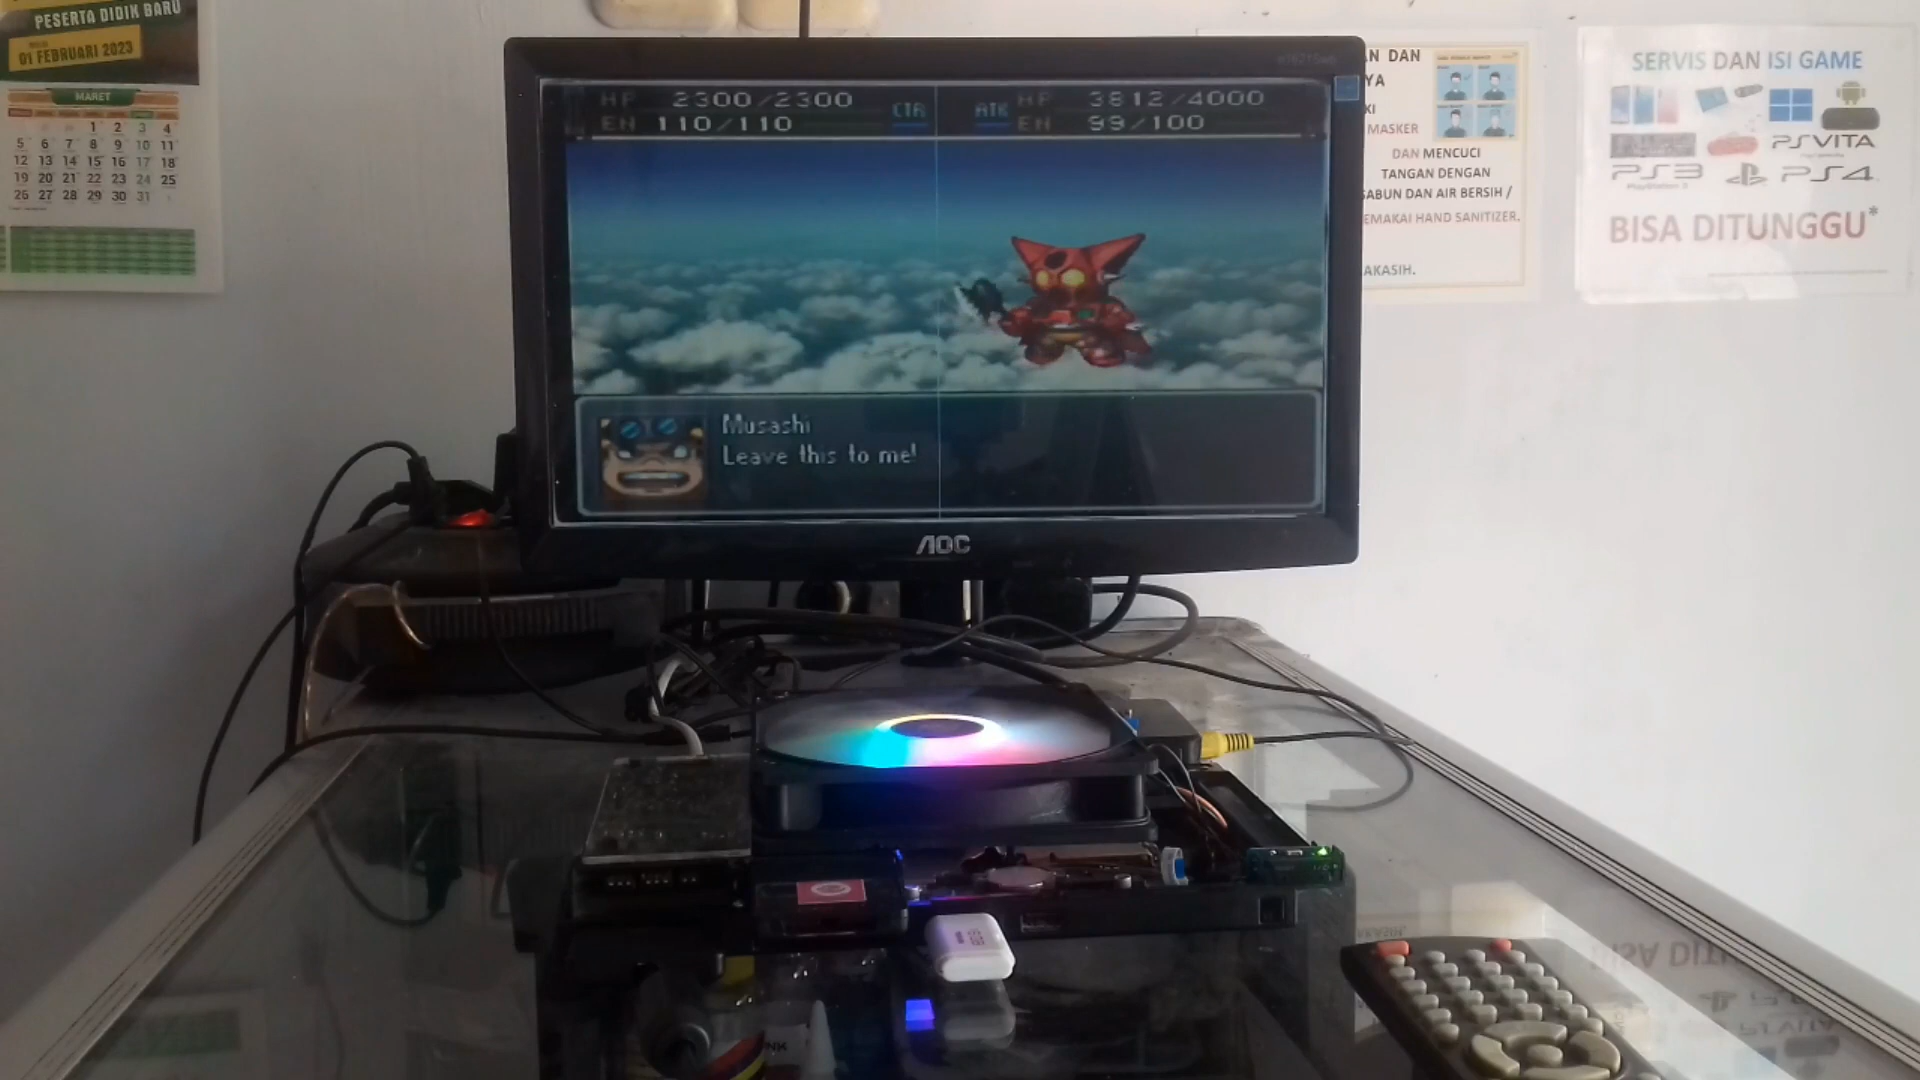 PESERTA DIDIK BARU
01 FEBRUARI 2023
MARET
1 2 3 4
5 6 7 8 9 10 11
12 13 14 15 16 17 18
19 20 21 22 23 24 25
26 27 28 29 30 31
HP 2300/2300 CTR ATK HP 3812/4000
EN 110/110 EN 99/100
Musashi
Leave this to me!
AOC
N DAN
YA
KI
MASKER
DAN MENCUCI
TANGAN DENGAN
SABUN DAN AIR BERSIH /
EMAKAI HAND SANITIZER.
AKASIH.
SERVIS DAN ISI GAME
PSVITA
PS3 PS4
PlayStation 3
BISA DITUNGGU*